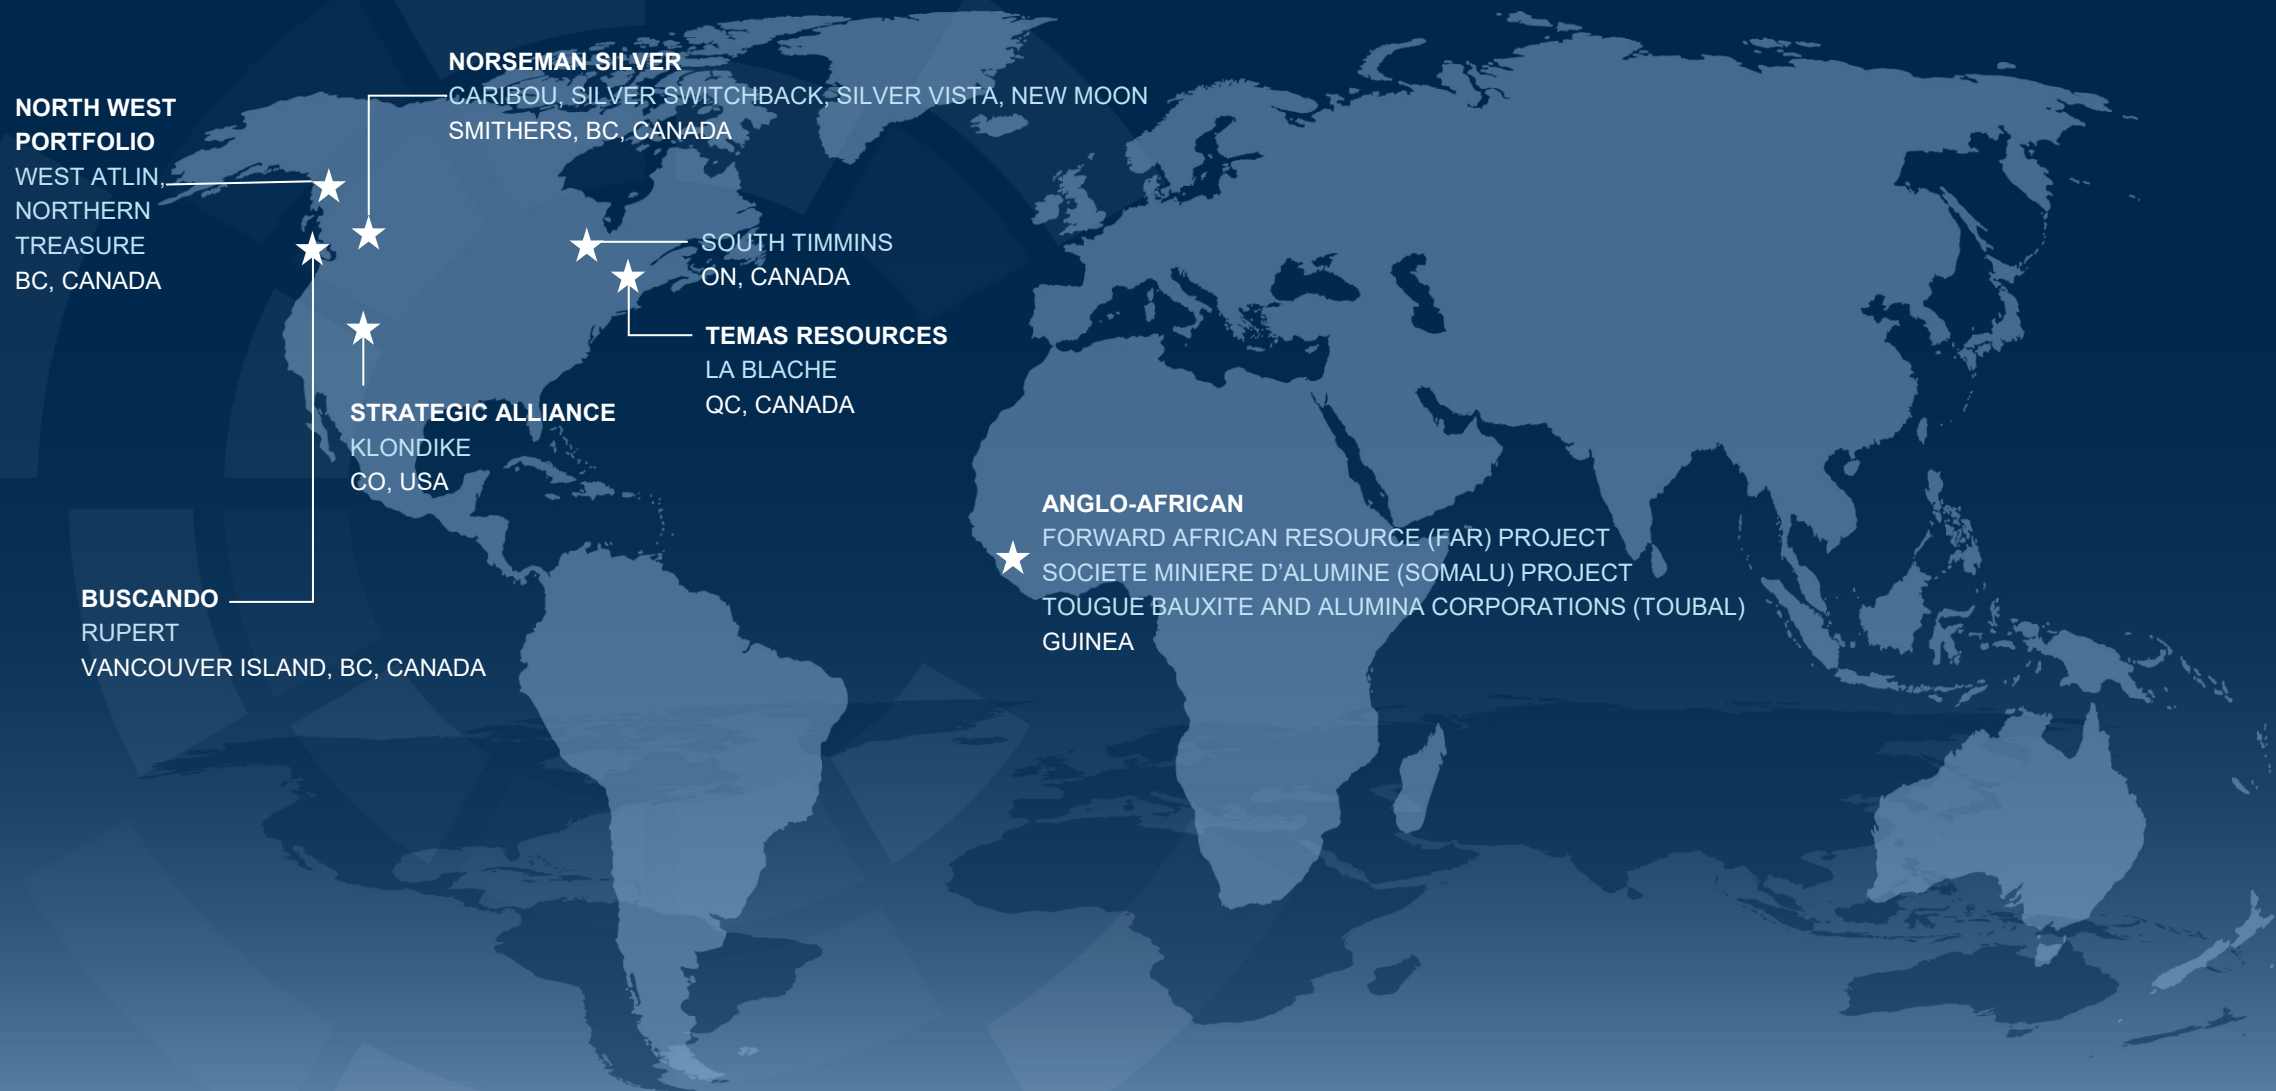 NORSEMAN SILVER
CARIBOU, SILVER SWITCHBACK, SILVER VISTA, NEW MOON
SMITHERS, BC, CANADA
NORTH WEST
PORTFOLIO
WEST ATLIN,
NORTHERN
TREASURE
BC, CANADA
SOUTH TIMMINS
ON, CANADA
TEMAS RESOURCES
LA BLACHE
QC, CANADA
STRATEGIC ALLIANCE
KLONDIKE
CO, USA
ANGLO-AFRICAN
FORWARD AFRICAN RESOURCE (FAR) PROJECT
SOCIETE MINIERE D’ALUMINE (SOMALU) PROJECT
TOUGUE BAUXITE AND ALUMINA CORPORATIONS (TOUBAL)
GUINEA
BUSCANDO
RUPERT
VANCOUVER ISLAND, BC, CANADA